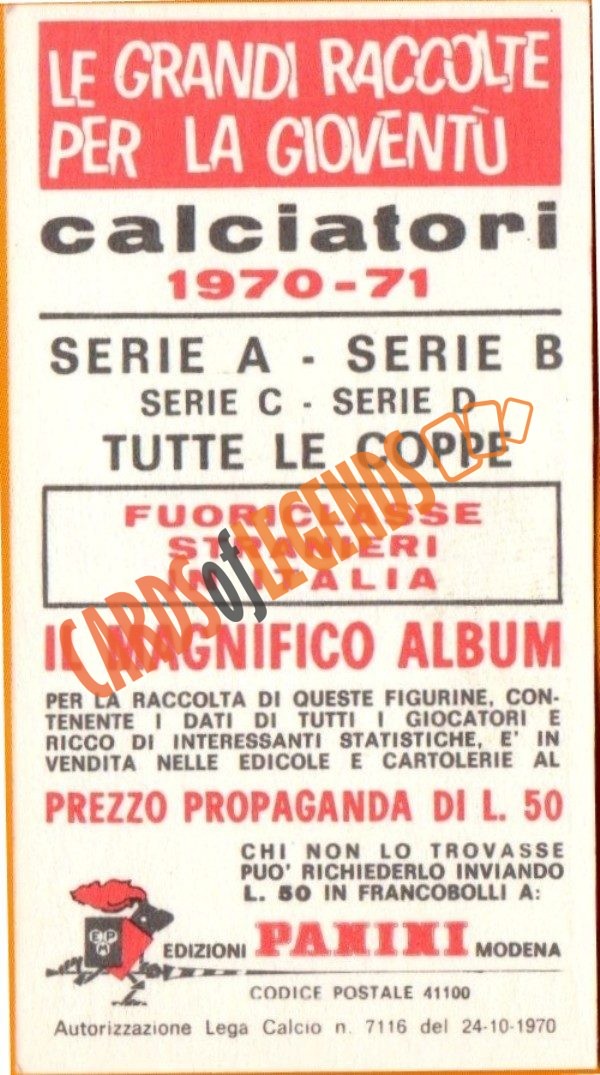 LE GRANDI RACCOLTE
PER LA GIOVENTÙ
calciatori
1970-71
SERIE A - SERIE B
SERIE C - SERIE D
TUTTE LE COPPE
FUORICLASSE
STRANIERI
IN ITALIA
CARDSofLEGENDS
IL MAGNIFICO ALBUM
PER LA RACCOLTA DI QUESTE FIGURINE, CON-
TENENTE I DATI DI TUTTI I GIOCATORI E
RICCO DI INTERESSANTI STATISTICHE, E' IN
VENDITA NELLE EDICOLE E CARTOLERIE AL
PREZZO PROPAGANDA DI L. 50
CHI NON LO TROVASSE
PUO' RICHIEDERLO INVIANDO
L. 50 IN FRANCOBOLLI A:
EPM
EDIZIONI PANINI MODENA
CODICE POSTALE 41100
Autorizzazione Lega Calcio n. 7116 del 24-10-1970